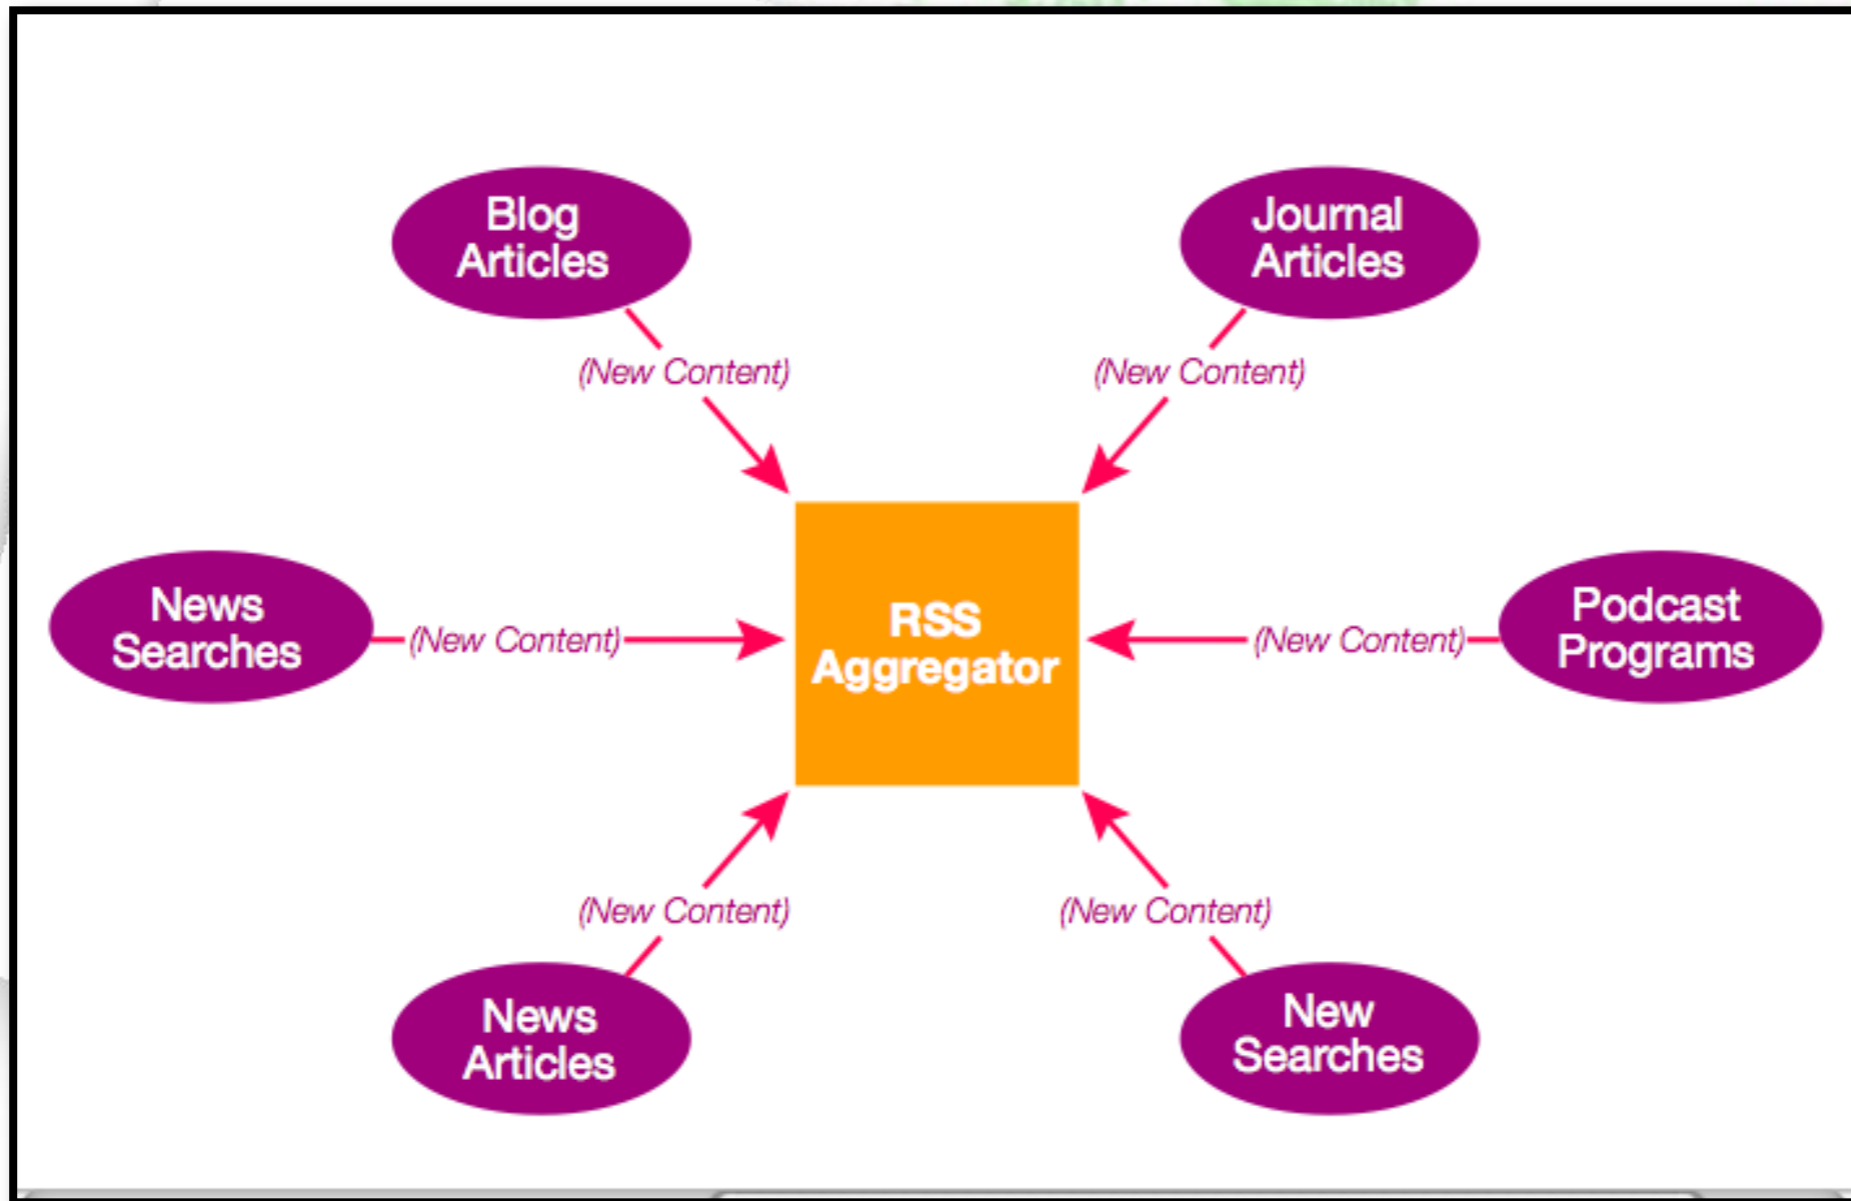 Blog
Articles
Journal
Articles
(New Content)
(New Content)
News
Searches
(New Content)
RSS
Aggregator
(New Content)
Podcast
Programs
(New Content)
(New Content)
News
Articles
New
Searches